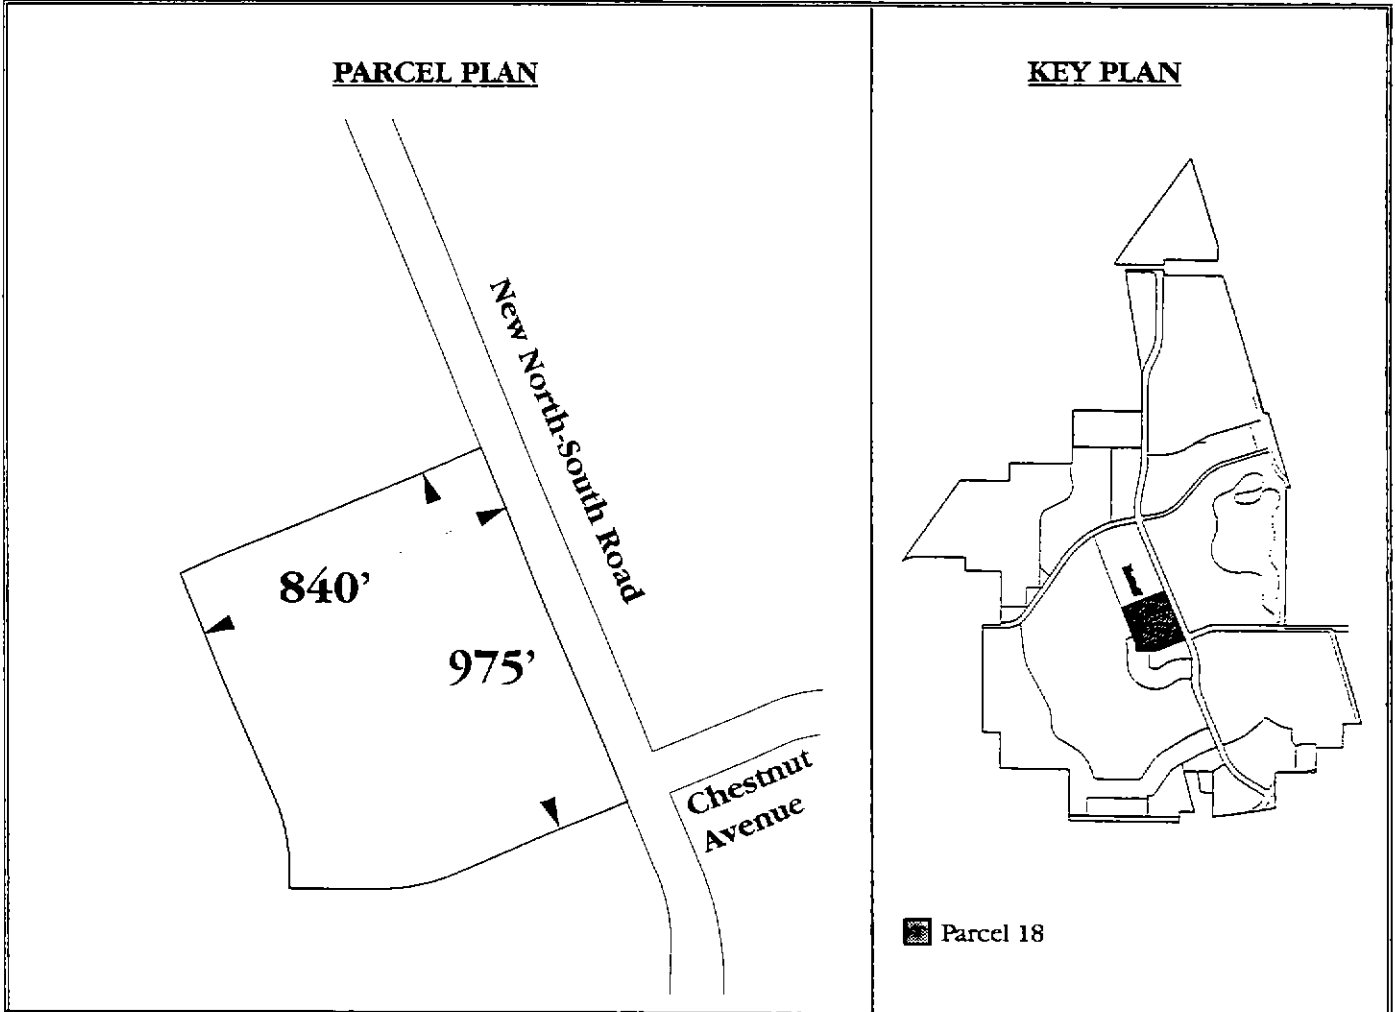 PARCEL PLAN
New North-South Road
840’
975’
Chestnut
Avenue
KEY PLAN
Parcel 18